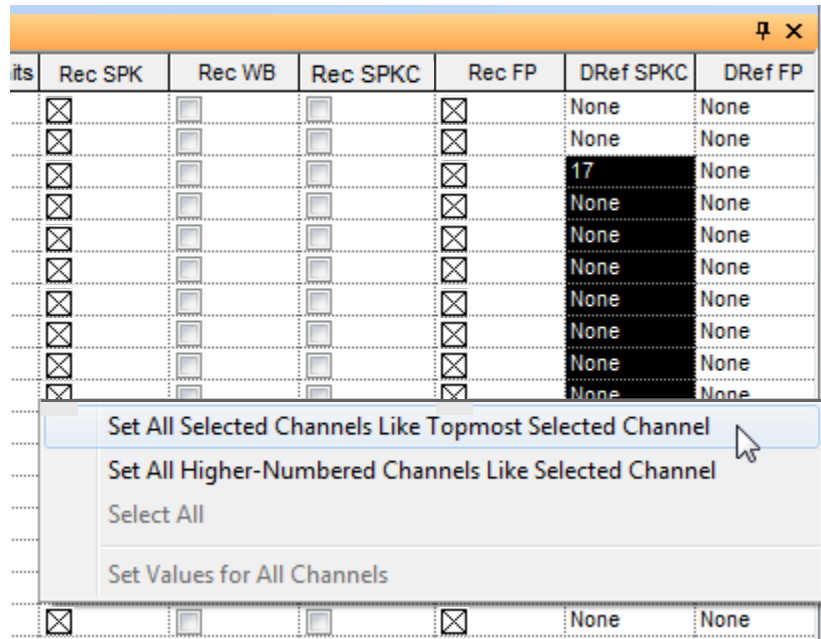 its Rec SPK Rec WB Rec SPKC Rec FP DRef SPKC DRef FP
None None
None None
17 None
None None
None None
None None
None None
None None
None None
None None
Set All Selected Channels Like Topmost Selected Channel
Set All Higher-Numbered Channels Like Selected Channel
Select All
Set Values for All Channels
None None